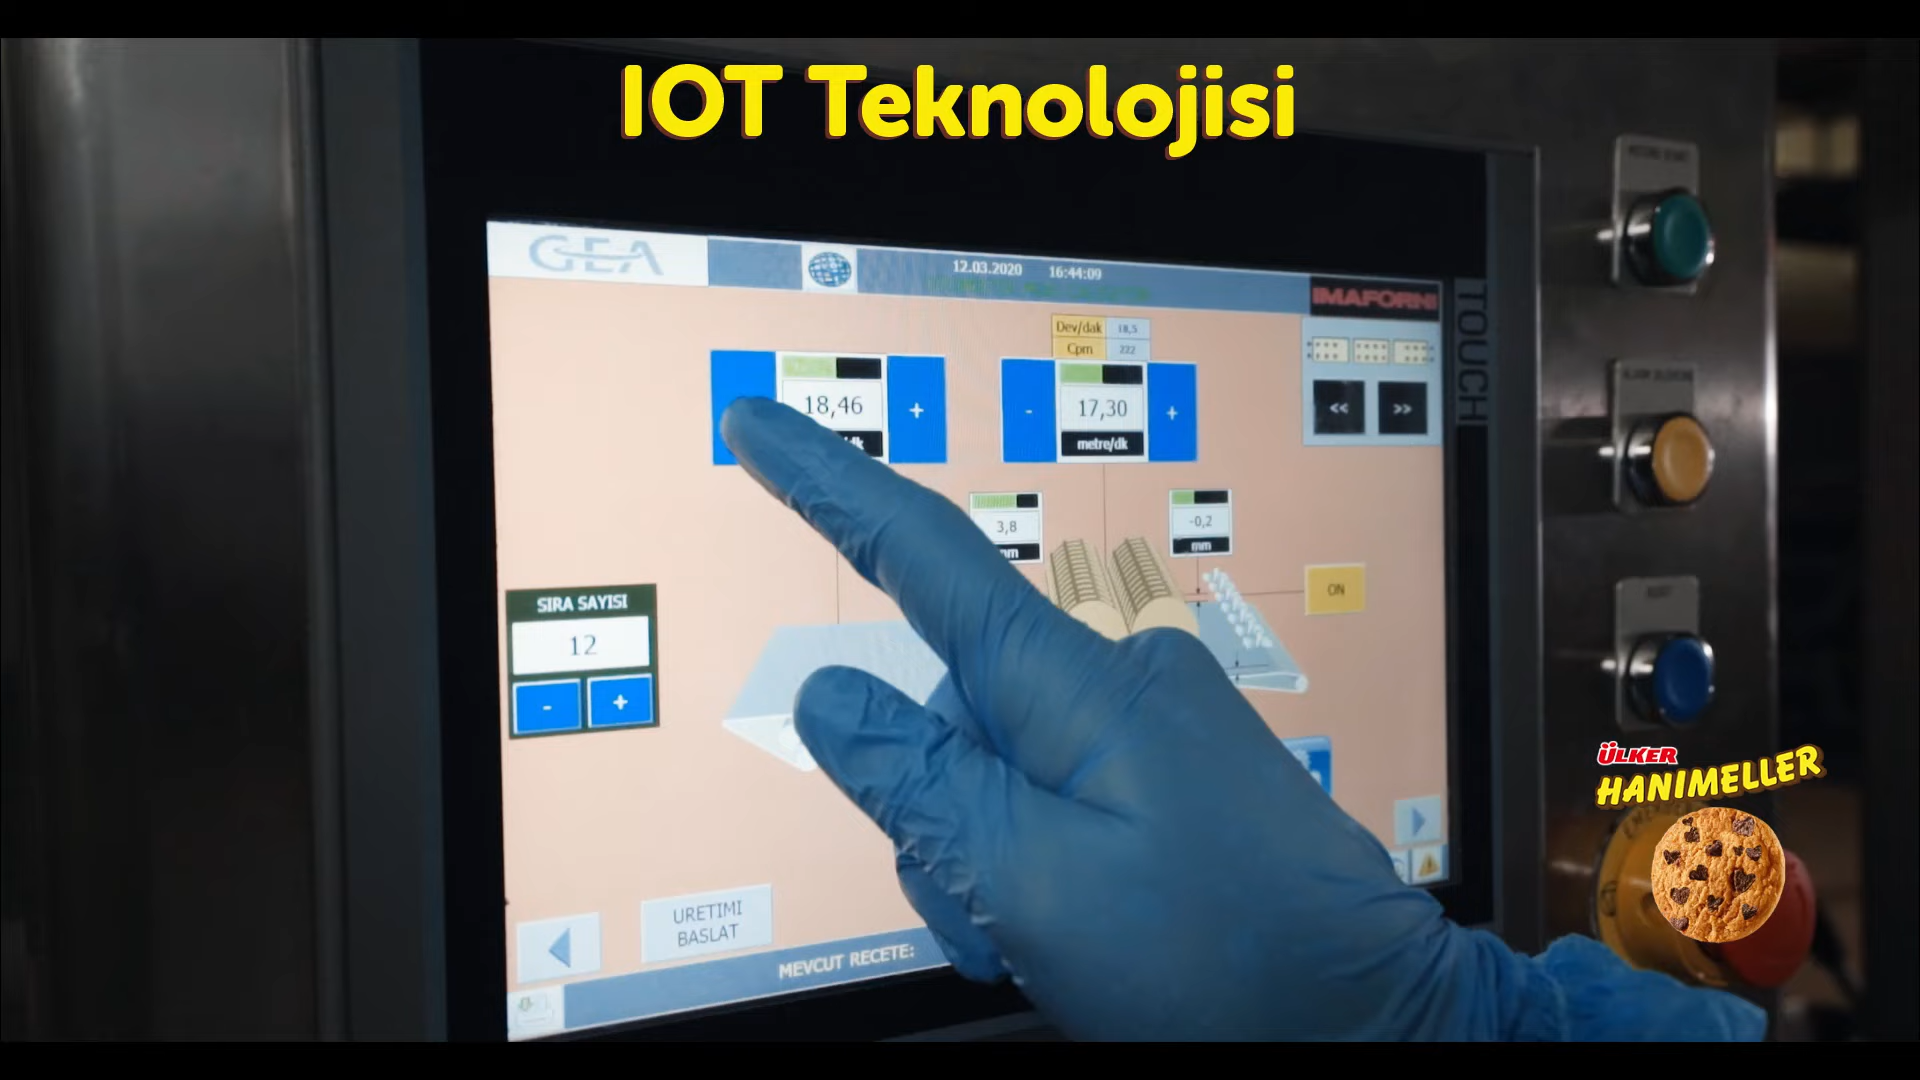 IOT Teknolojisi
GEA
12.03.2020 16:44:09
IMAFORNI
TOUCH
Dev/dak 18,5
Cpm 222
18,46
+
-
17,30
+
metre/dk
<<
>>
3,8
-0,2
mm
ON
SIRA SAYISI
12
-
+
URETIMI
BASLAT
MEVCUT RECETE:
ÜLKER
HANIMELLER